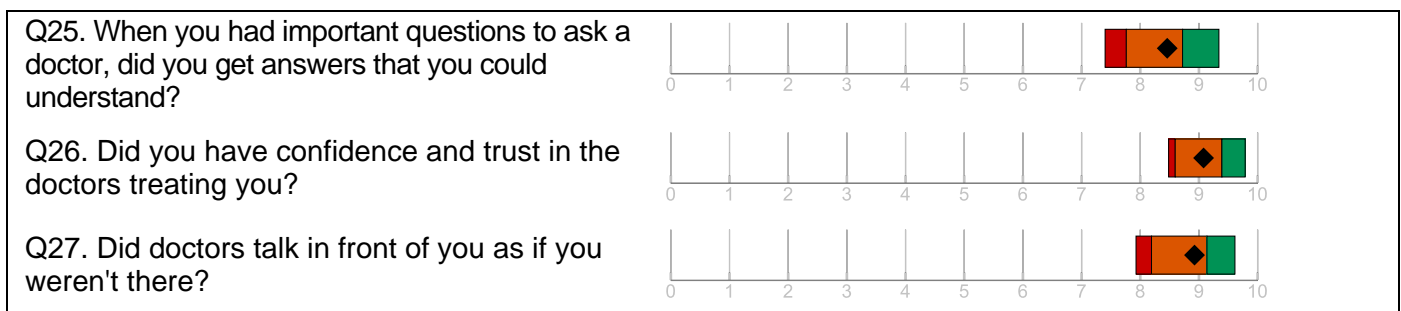 Q25. When you had important questions to ask a
doctor, did you get answers that you could
understand?
0 1 2 3 4 5 6 7 8 9 10
Q26. Did you have confidence and trust in the
doctors treating you?
0 1 2 3 4 5 6 7 8 9 10
Q27. Did doctors talk in front of you as if you
weren't there?
0 1 2 3 4 5 6 7 8 9 10